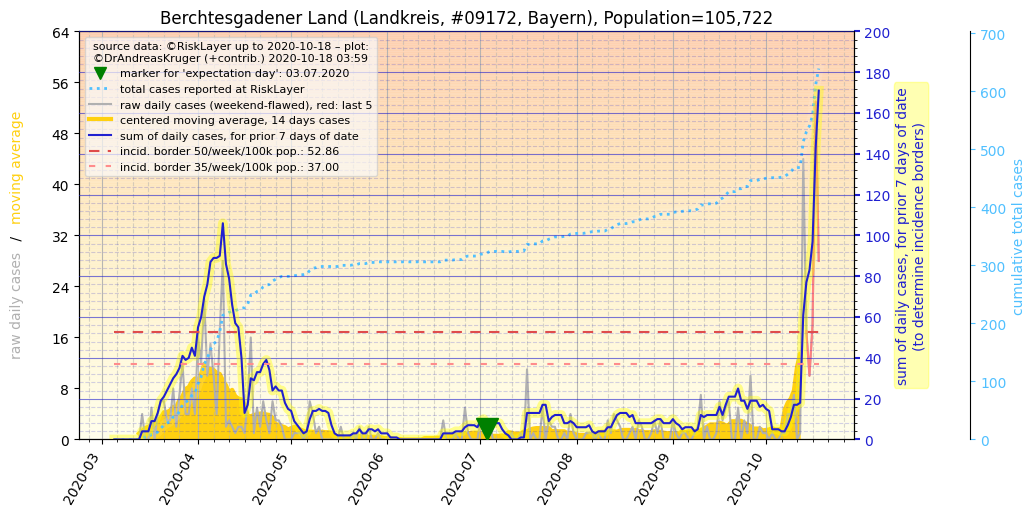 Berchtesgadener Land (Landkreis, #09172, Bayern), Population=105,722
source data: ©RiskLayer up to 2020-10-18 – plot:
©DrAndreasKruger (+contrib.) 2020-10-18 03:59
marker for 'expectation day': 03.07.2020
total cases reported at RiskLayer
raw daily cases (weekend-flawed), red: last 5
centered moving average, 14 days cases
sum of daily cases, for prior 7 days of date
incid. border 50/week/100k pop.: 52.86
incid. border 35/week/100k pop.: 37.00
raw daily cases / moving average
64
56
48
40
32
24
16
8
0
2020-03
2020-04
2020-05
2020-06
2020-07
2020-08
2020-09
2020-10
200
180
160
140
120
100
80
60
40
20
0
sum of daily cases, for prior 7 days of date
(to determine incidence borders)
700
600
500
400
300
200
100
0
cumulative total cases